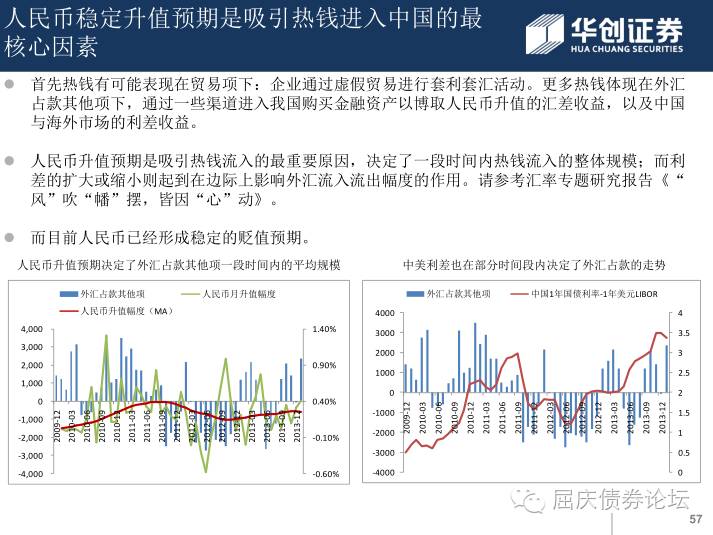 人民币稳定升值预期是吸引热钱进入中国的最
核心因素
华创证券
HUA CHUANG SECURITIES
首先热钱有可能表现在贸易项下：企业通过虚假贸易进行套利套汇活动。更多热钱体现在外汇
占款其他项下，通过一些渠道进入我国购买金融资产以博取人民币升值的汇差收益，以及中国
与海外市场的利差收益。
人民币升值预期是吸引热钱流入的最重要原因，决定了一段时间内热钱流入的整体规模；而利
差的扩大或缩小则起到在边际上影响外汇流入流出幅度的作用。请参考汇率专题研究报告《“
风”吹“幡”摆，皆因“心”动》。
而目前人民币已经形成稳定的贬值预期。
人民币升值预期决定了外汇占款其他项一段时间内的平均规模
外汇占款其他项 人民币月升值幅度
人民币升值幅度（MA）
4,000 1.40%
3,000
2,000 0.90%
1,000
0 0.40%
-1,000
-2,000 -0.10%
-3,000
-4,000 -0.60%
2009-12 2010-03 2010-06 2010-09 2010-12 2011-03 2011-06 2011-09 2011-12 2012-03 2012-06 2012-09 2012-12 2013-03 2013-06 2013-09 2013-12
中美利差也在部分时间段内决定了外汇占款的走势
外汇占款其他项 中国1年国债利率-1年美元LIBOR
4000 4
3000 3.5
2000 3
1000 2.5
0 2
-1000 1.5
-2000 1
-3000 0.5
-4000 0
2009-12 2010-03 2010-06 2010-09 2010-12 2011-03 2011-06 2011-09 2011-12 2012-03 2012-06 2012-09 2012-12 2013-03 2013-06 2013-09 2013-12
屈庆债券论坛
57